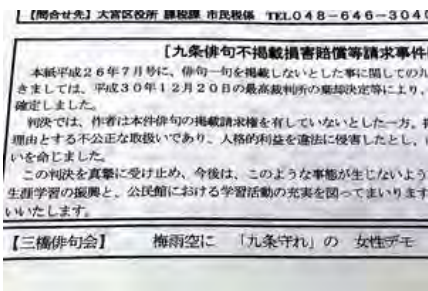 【問合せ先】大宮区役所 課税課 市民税係 TEL048-646-3040
【九条俳句不掲載損害賠償等請求事件
本紙平成26年7月号に、俳句一句を掲載しないとした事に関しての九
きましては、平成30年12月20日の最高裁判所の棄却決定等により、
確定しました。
判決では、作者は本件俳句の掲載請求権を有していないとした一方、
理由とする不公正な取扱いであり、人格的利益を違法に侵害したとし、
いを命じました。
この判決を真摯に受け止め、今後は、このような事態が生じないよう
生涯学習の振興と、公民館における学習活動の充実を図ってまいります
いいたします。
【三橋俳句会】 梅雨空に 「九条守れ」の 女性デモ